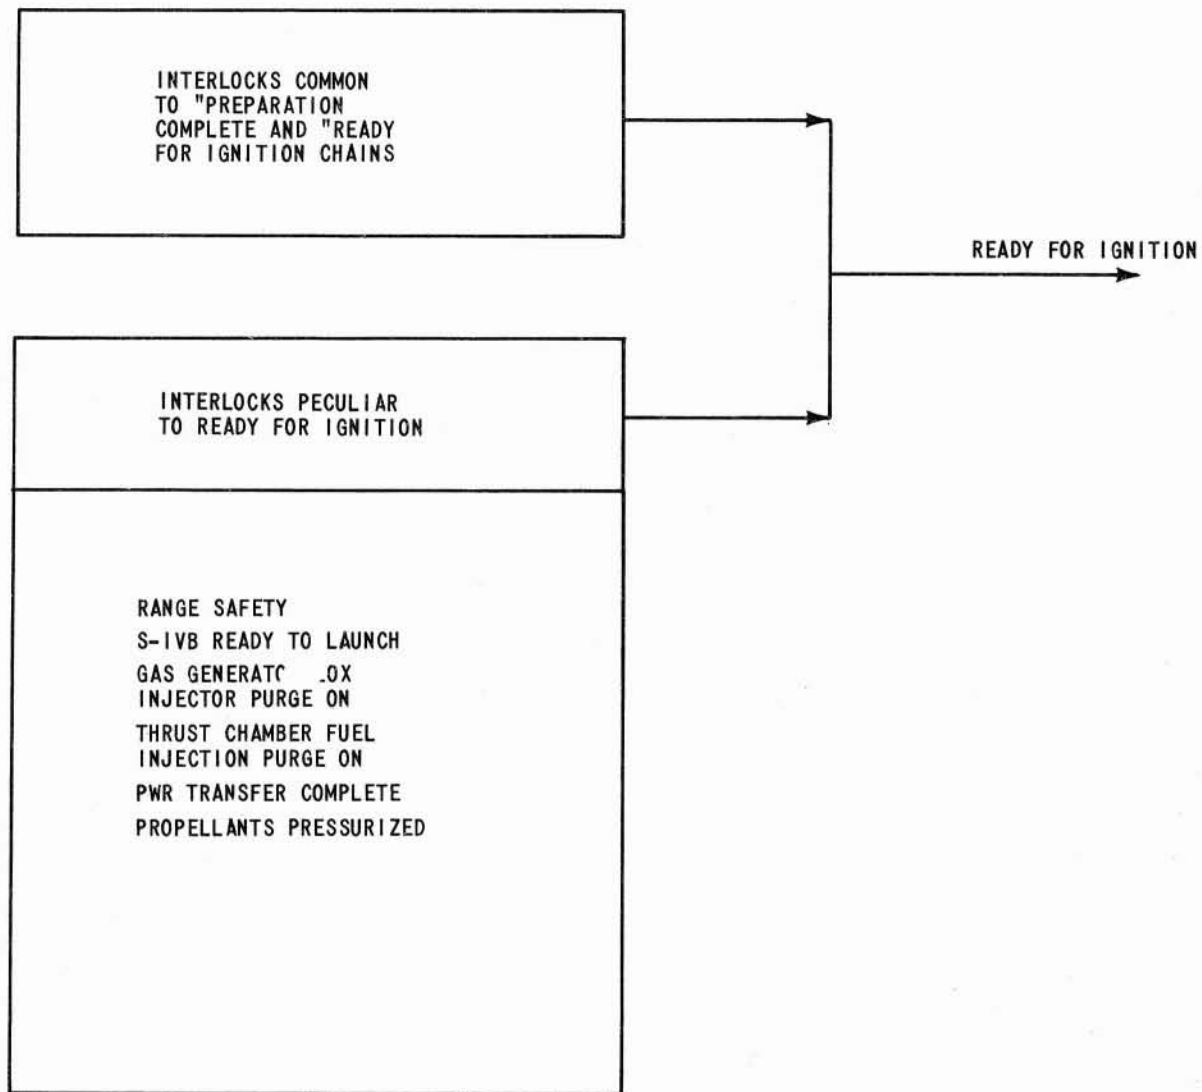 INTERLOCKS COMMON
TO "PREPARATION
COMPLETE AND "READY
FOR IGNITION CHAINS
READY FOR IGNITION
INTERLOCKS PECULIAR
TO READY FOR IGNITION
RANGE SAFETY
S-IVB READY TO LAUNCH
GAS
INJECTOR PURGE ON
THRUST CHAMBER FUEL
INJECTION PURGE ON
PWR TRANSFER COMPLETE
PROPELLANTS PRESSURIZED